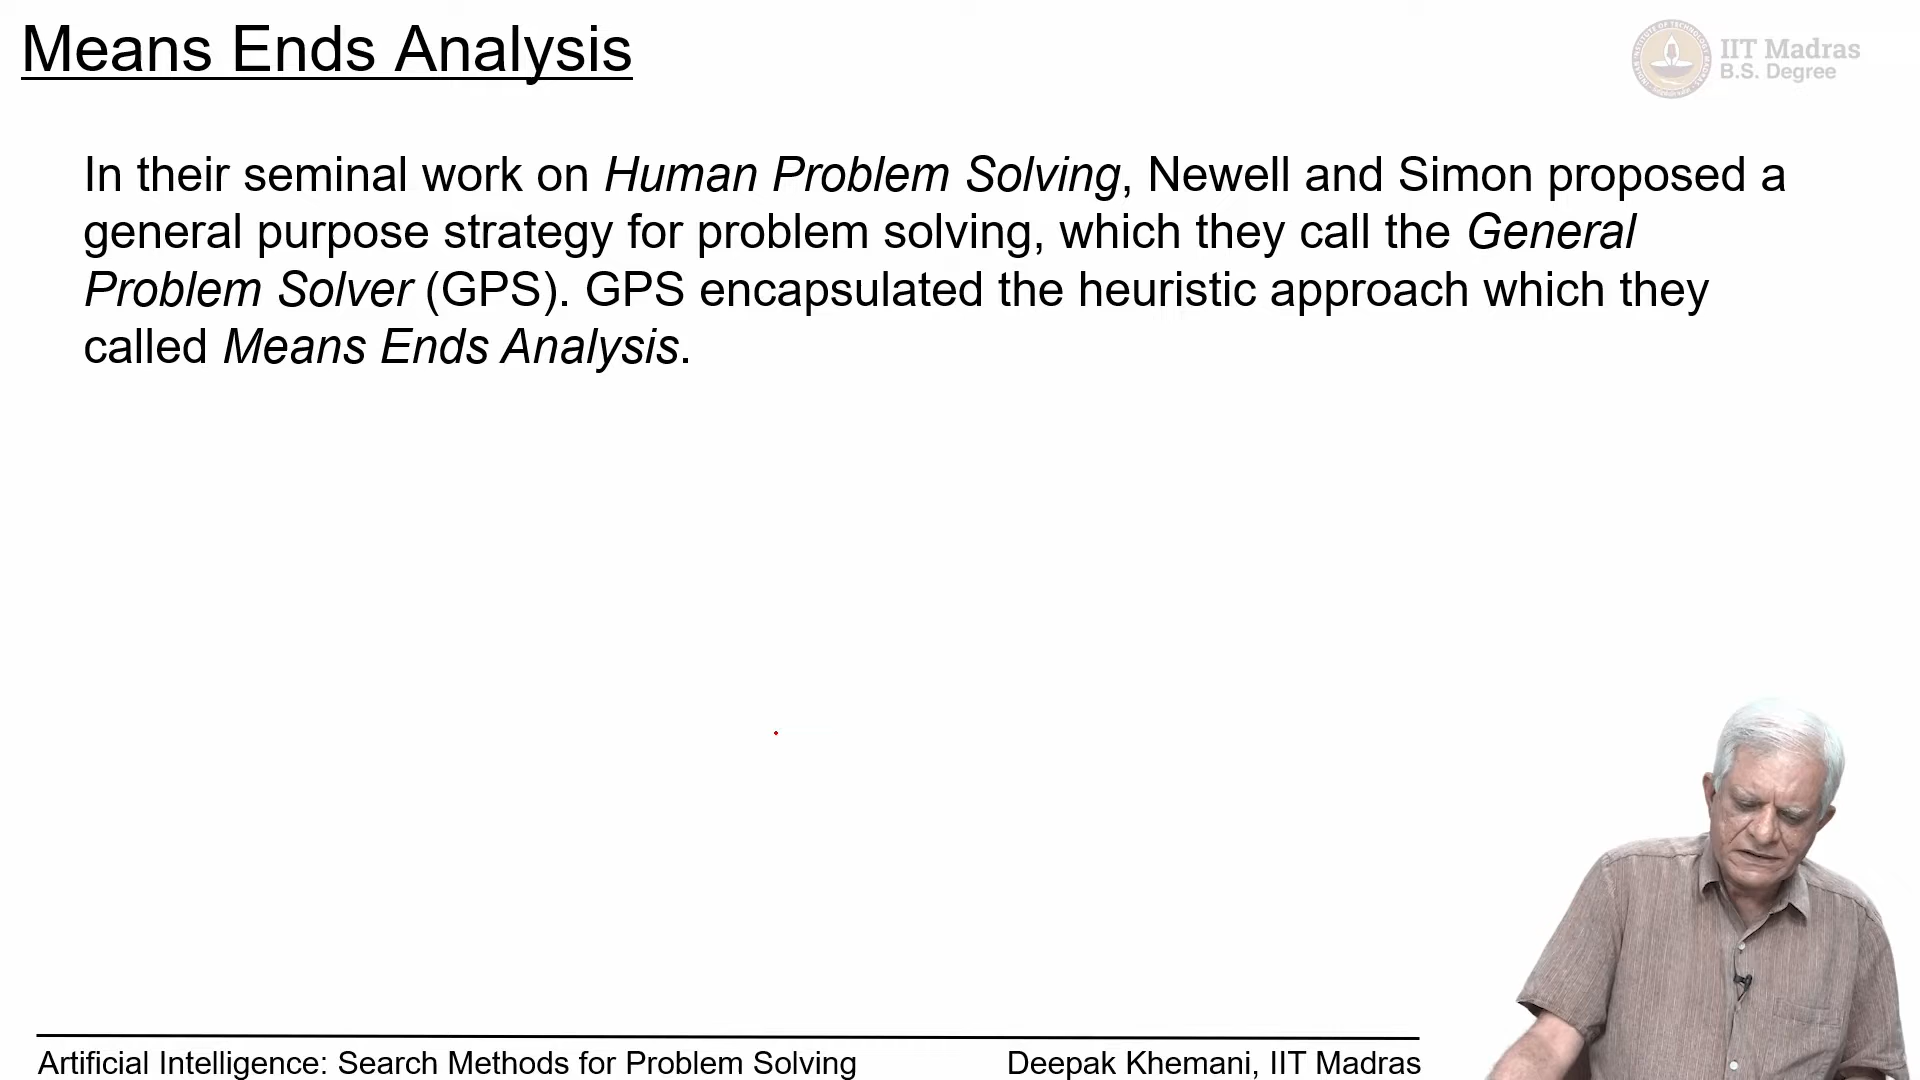 Means Ends Analysis
IIT Madras
B.S. Degree
In their seminal work on Human Problem Solving, Newell and Simon proposed a
general purpose strategy for problem solving, which they call the General
Problem Solver (GPS). GPS encapsulated the heuristic approach which they
called Means Ends Analysis.
Artificial Intelligence: Search Methods for Problem Solving
Deepak Khemani, IIT Madras